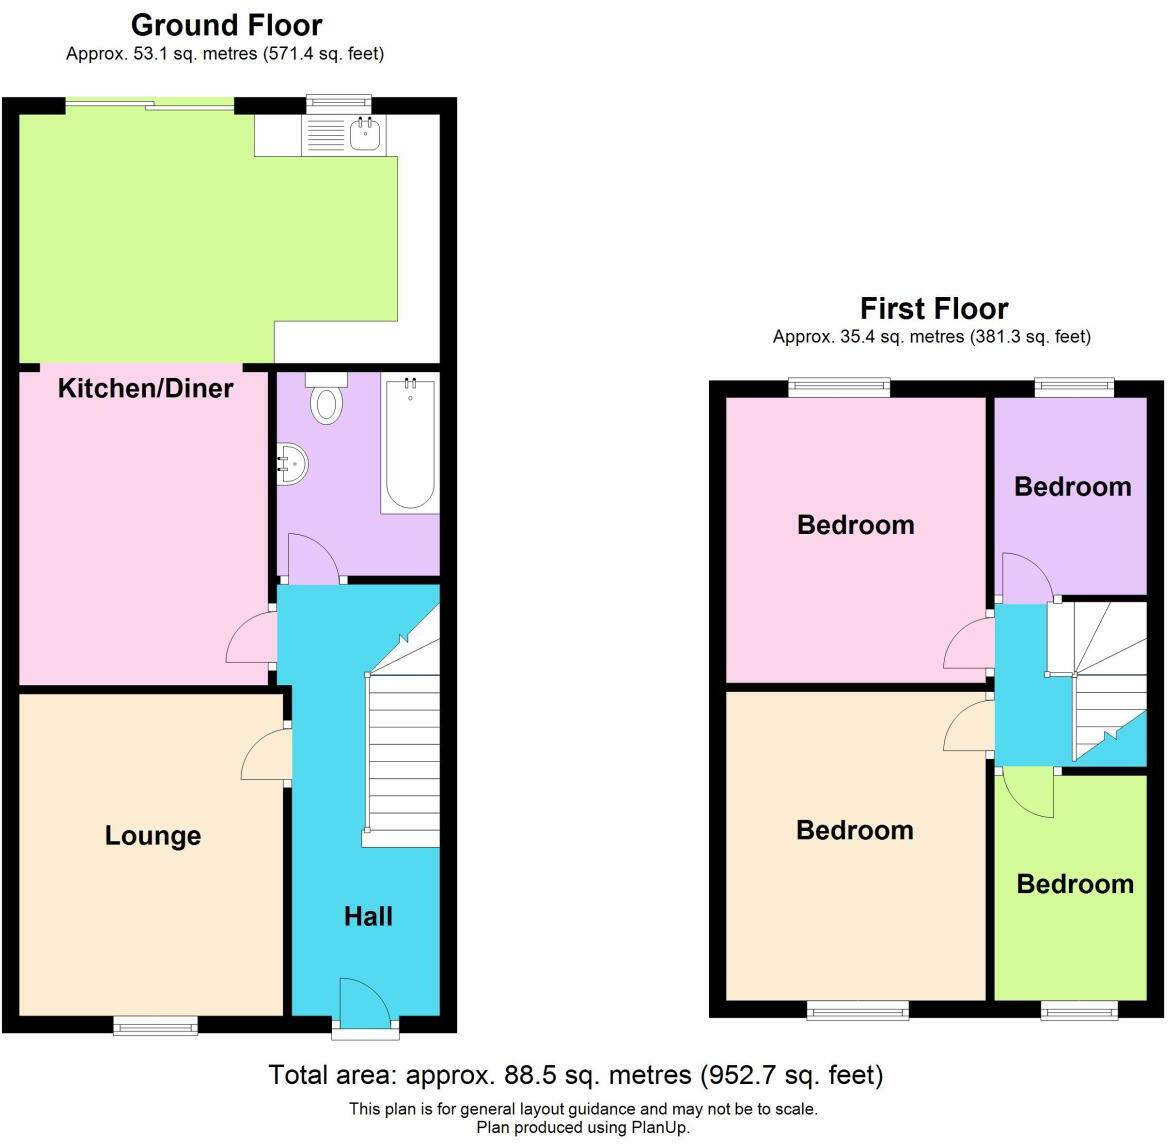 Ground Floor
Approx. 53.1 sq. metres (571.4 sq. feet)
Kitchen/Diner
Lounge
Hall
First Floor
Approx. 35.4 sq. metres (381.3 sq. feet)
Bedroom
Bedroom
Bedroom
Bedroom
Total area: approx. 88.5 sq. metres (952.7 sq. feet)
This plan is for general layout guidance and may not be to scale.
Plan produced using PlanUp.